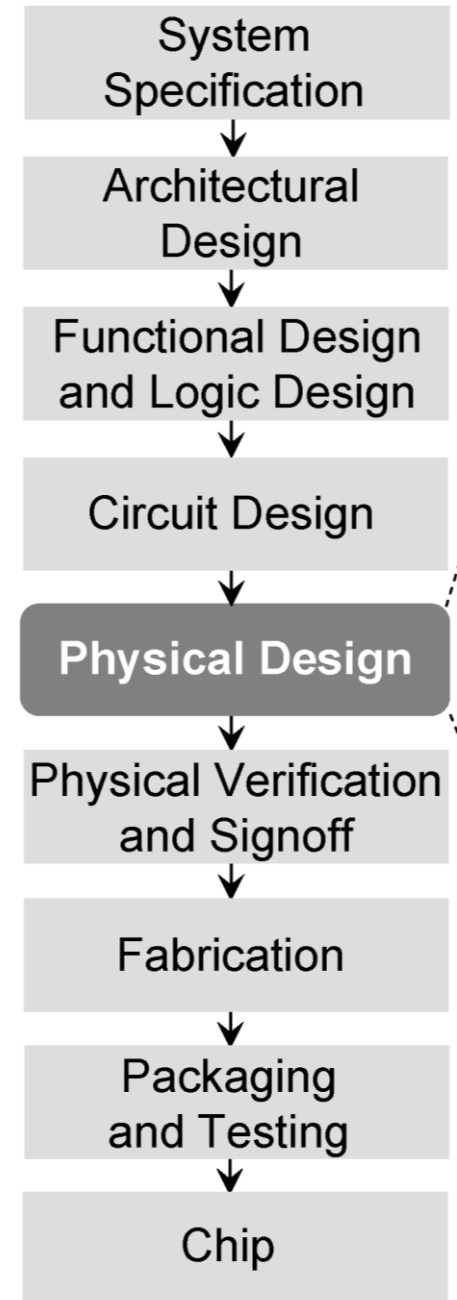 System
Specification
Architectural
Design
Functional Design
and Logic Design
Circuit Design
Physical Design
Physical Verification
and Signoff
Fabrication
Packaging
and Testing
Chip